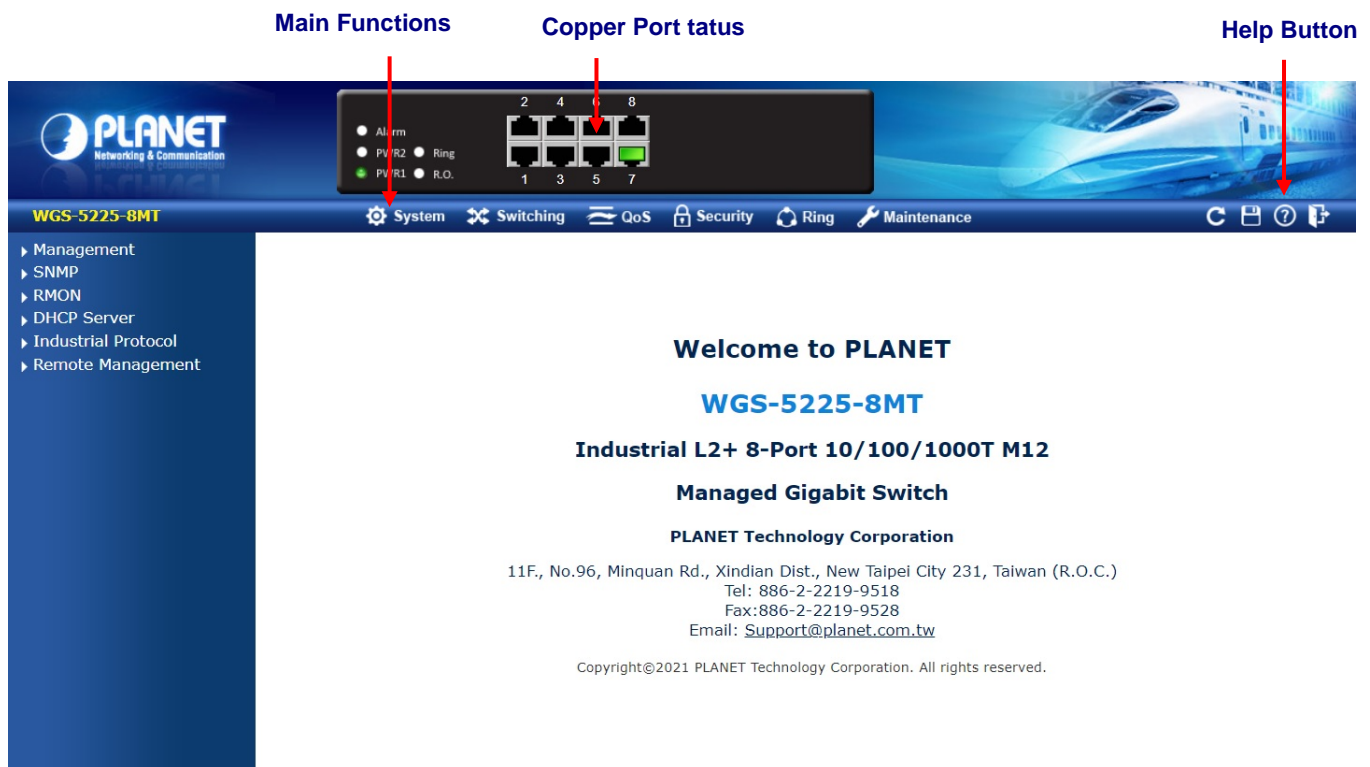 Main Functions
Copper Port tatus
Help Button
PLANET
Networking & Communication
2 4 6 8
Alarm
PWR2 Ring
PWR1 R.O.
1 3 5 7
WGS-5225-8MT
System Switching QoS Security Ring Maintenance
Management
SNMP
RMON
DHCP Server
Industrial Protocol
Remote Management
Welcome to PLANET
WGS-5225-8MT
Industrial L2+ 8-Port 10/100/1000T M12
Managed Gigabit Switch
PLANET Technology Corporation
11F., No.96, Minquan Rd., Xindian Dist., New Taipei City 231, Taiwan (R.O.C.)
Tel: 886-2-2219-9518
Fax:886-2-2219-9528
Email: Support@planet.com.tw
Copyright©2021 PLANET Technology Corporation. All rights reserved.